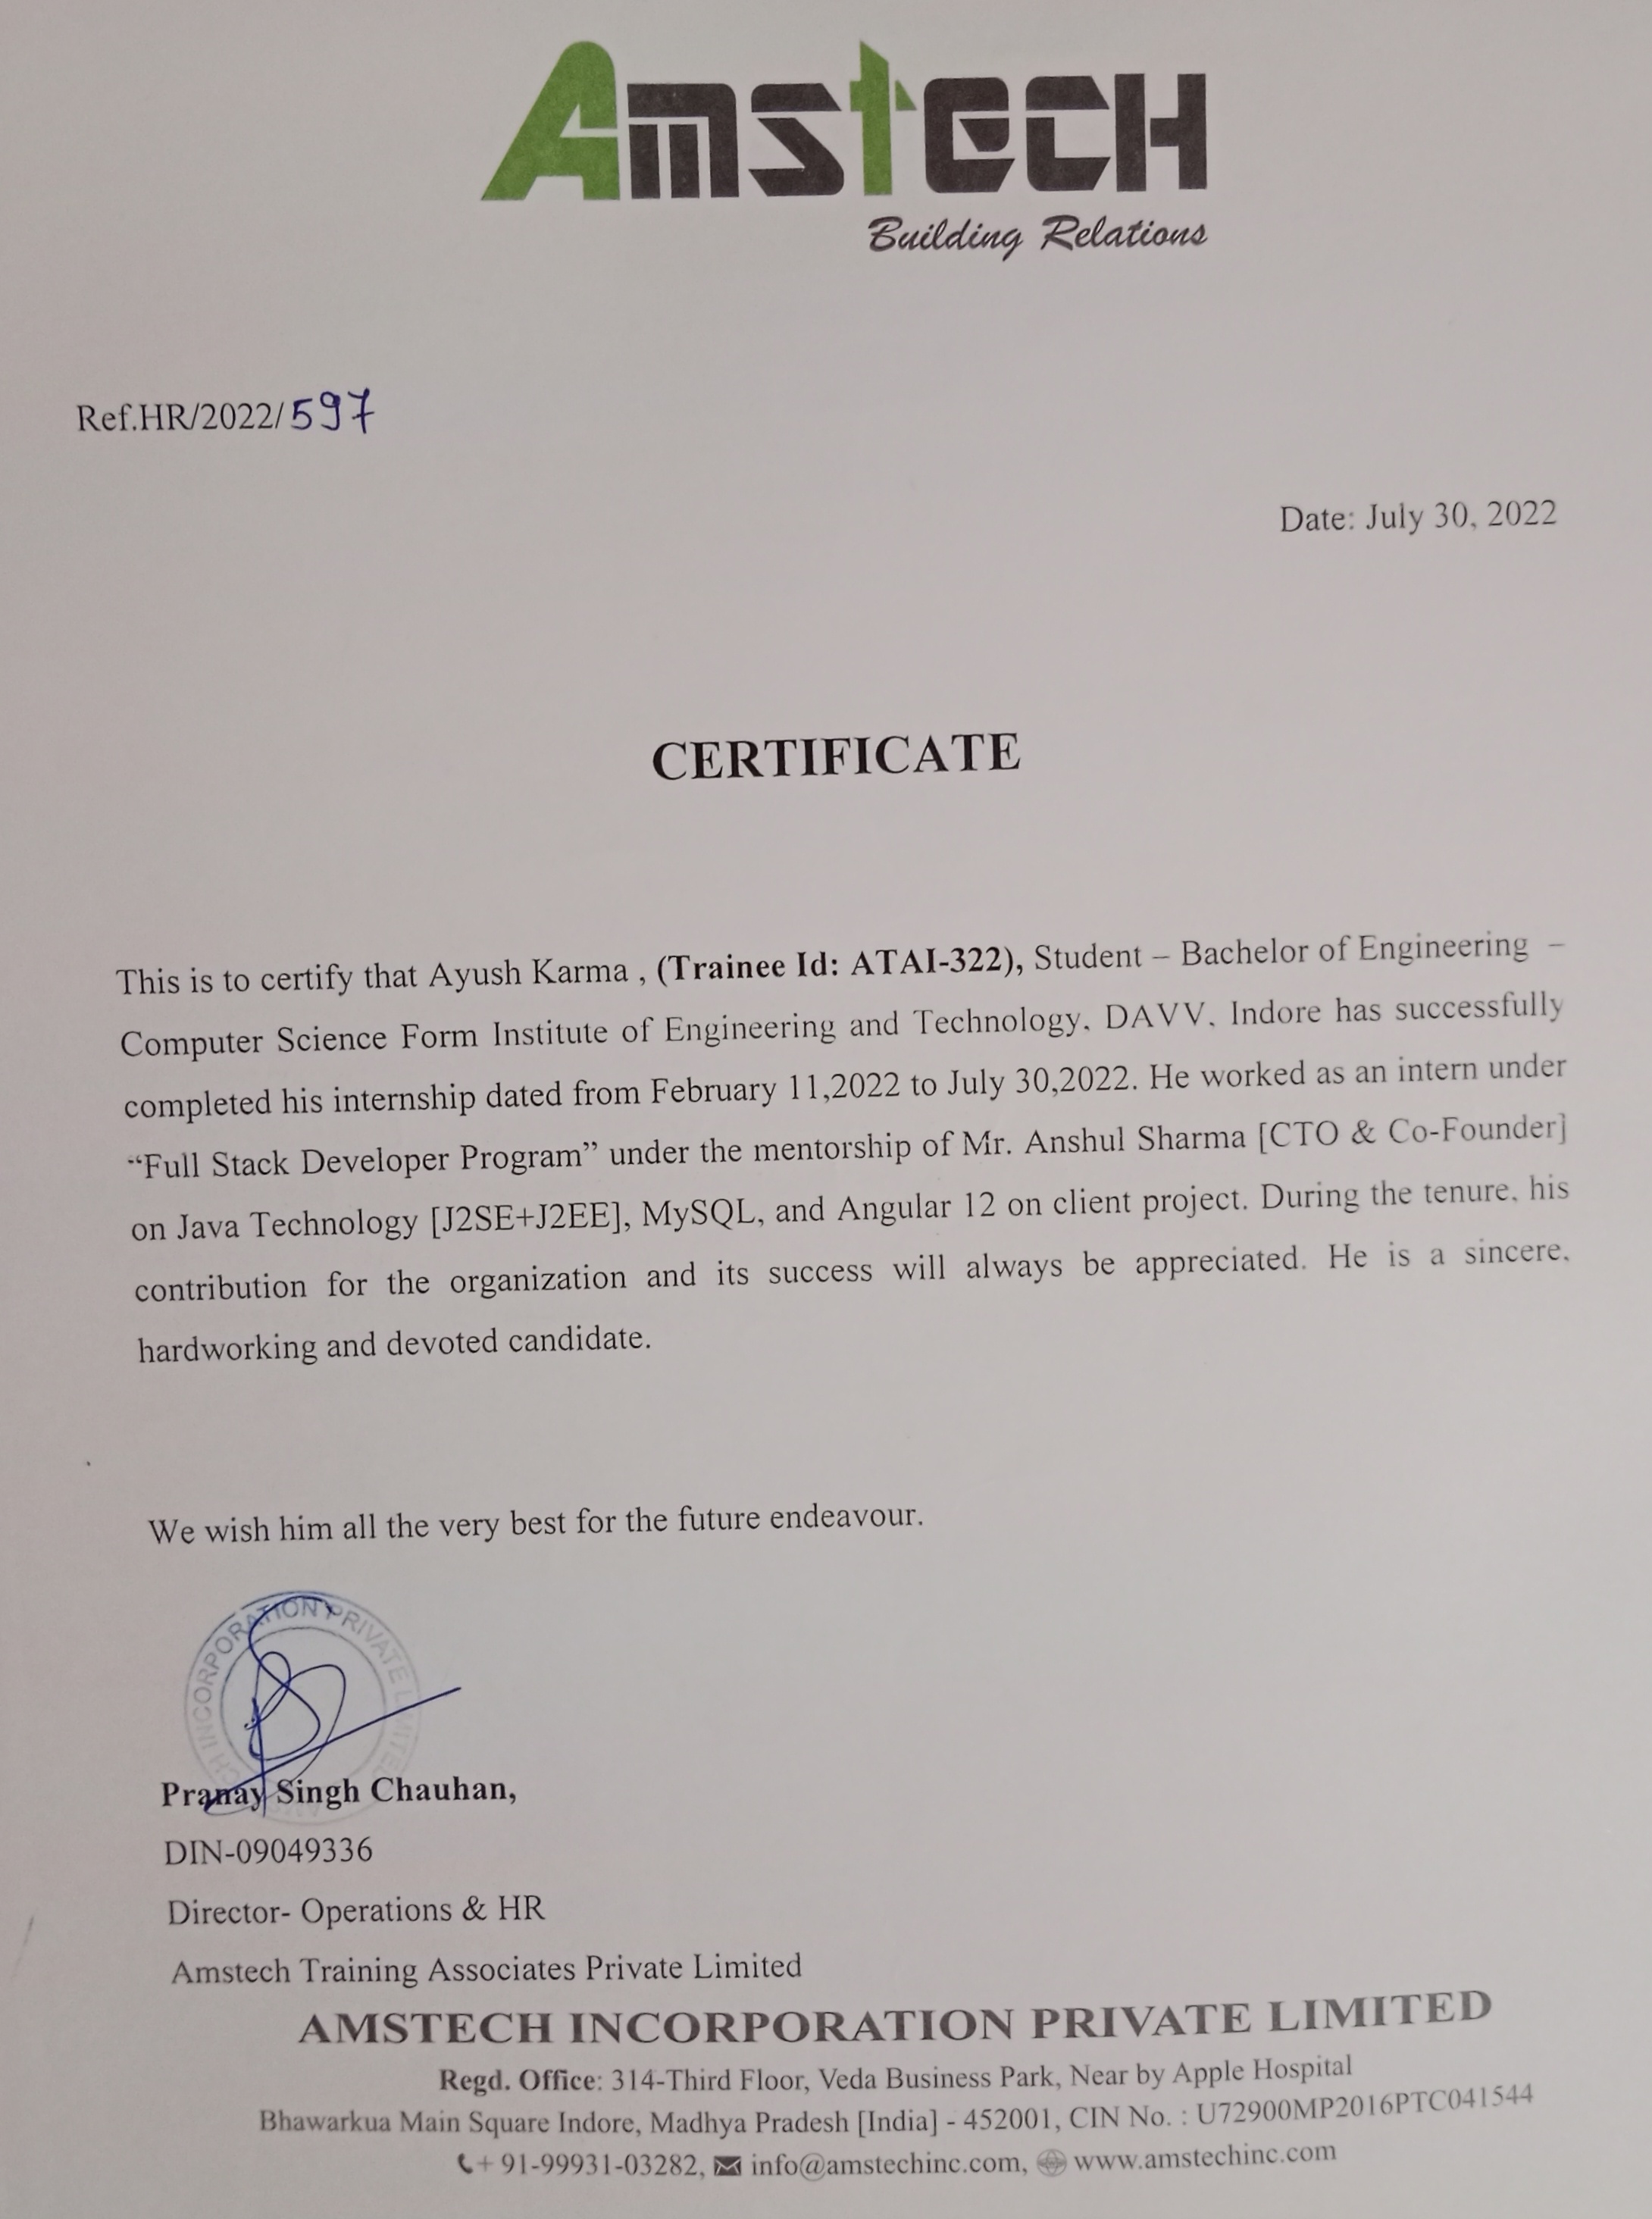 Amstech
Building Relations
Ref.HR/2022/597
Date: July 30, 2022
CERTIFICATE
This is to certify that Ayush Karma , (Trainee Id: ATAI-322), Student – Bachelor of Engineering –
Computer Science Form Institute of Engineering and Technology, DAVV, Indore has successfully
completed his internship dated from February 11,2022 to July 30,2022. He worked as an intern under
“Full Stack Developer Program” under the mentorship of Mr. Anshul Sharma [CTO & Co-Founder]
on Java Technology [J2SE+J2EE], MySQL, and Angular 12 on client project. During the tenure, his
contribution for the organization and its success will always be appreciated. He is a sincere,
hardworking and devoted candidate.
We wish him all the very best for the future endeavour.
INCORPORATION PRIVATE LIMITED
Pranay Singh Chauhan,
DIN-09049336
Director- Operations & HR
Amstech Training Associates Private Limited
AMSTECH INCORPORATION PRIVATE LIMITED
Regd. Office: 314-Third Floor, Veda Business Park, Near by Apple Hospital
Bhawarkua Main Square Indore, Madhya Pradesh [India] - 452001, CIN No. : U72900MP2016PTC041544
+ 91-99931-03282, info@amstechinc.com, www.amstechinc.com